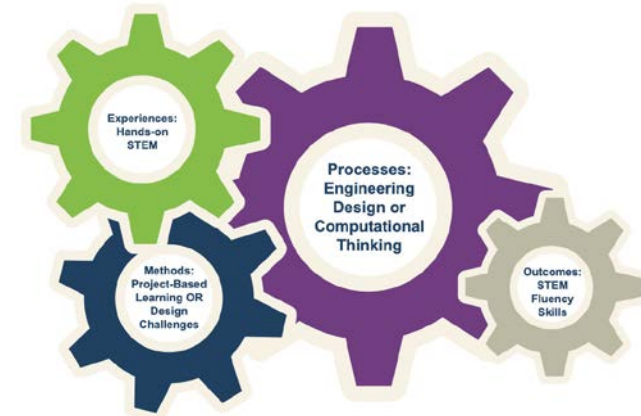 Experiences:
Hands-on
STEM
Processes:
Engineering
Design or
Computational
Thinking
Methods:
Project-Based
Learning OR
Design
Challenges
Outcomes:
STEM
Fluency
Skills